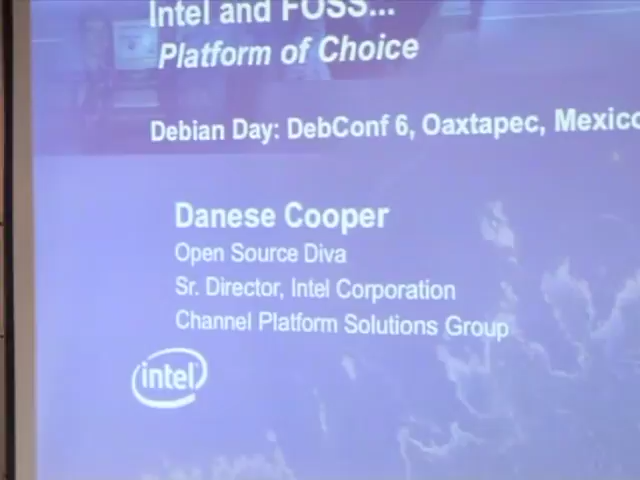 Intel and FOSS...
Platform of Choice
Debian Day: DebConf 6, Oaxtapec, Mexico
Danese Cooper
Open Source Diva
Sr. Director, Intel Corporation
Channel Platform Solutions Group
intel